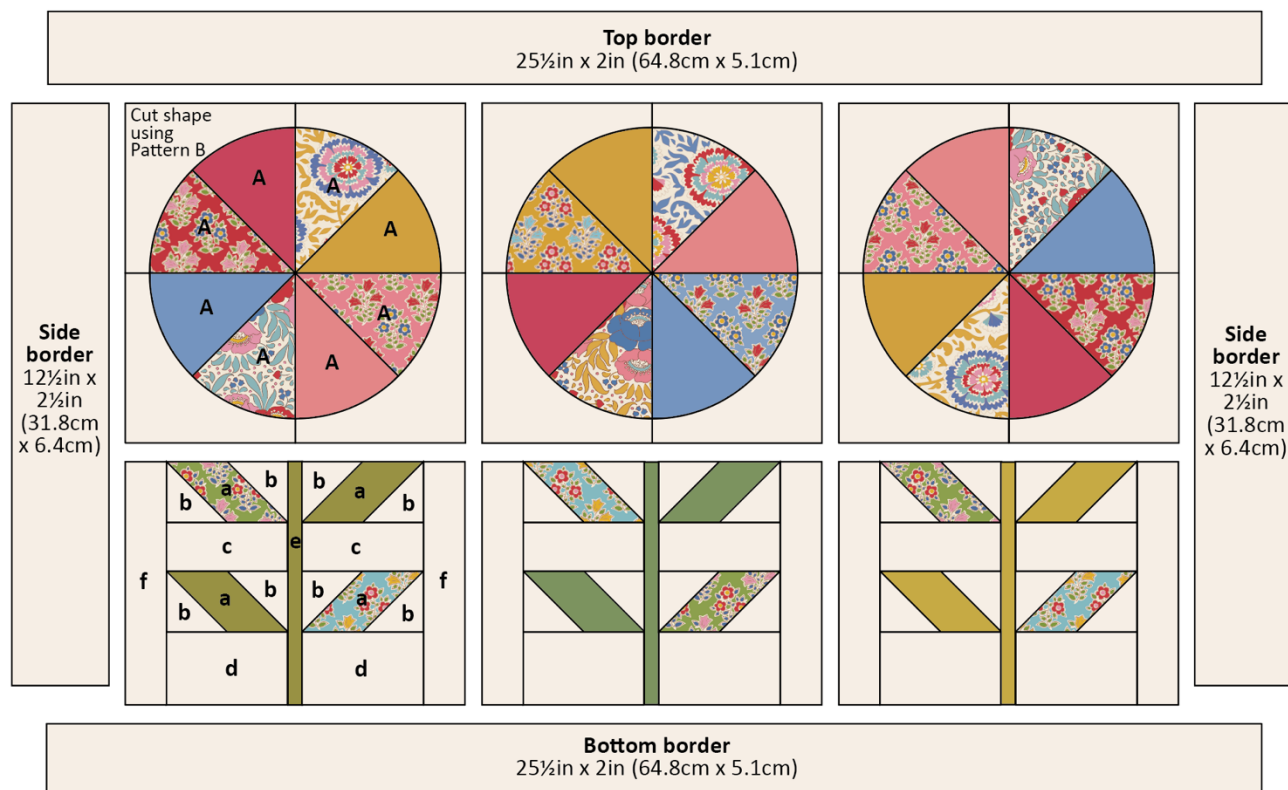 Top border
25½in x 2in (64.8cm x 5.1cm)
Cut shape
using
Pattern B
A
A
A
A
A
A
A
A
Side
border
12½in x
2½in
(31.8cm
x 6.4cm)
Side
border
12½in x
2½in
(31.8cm
x 6.4cm)
b a b b a b
c e c
f f
b a b b a b
d d
Bottom border
25½in x 2in (64.8cm x 5.1cm)